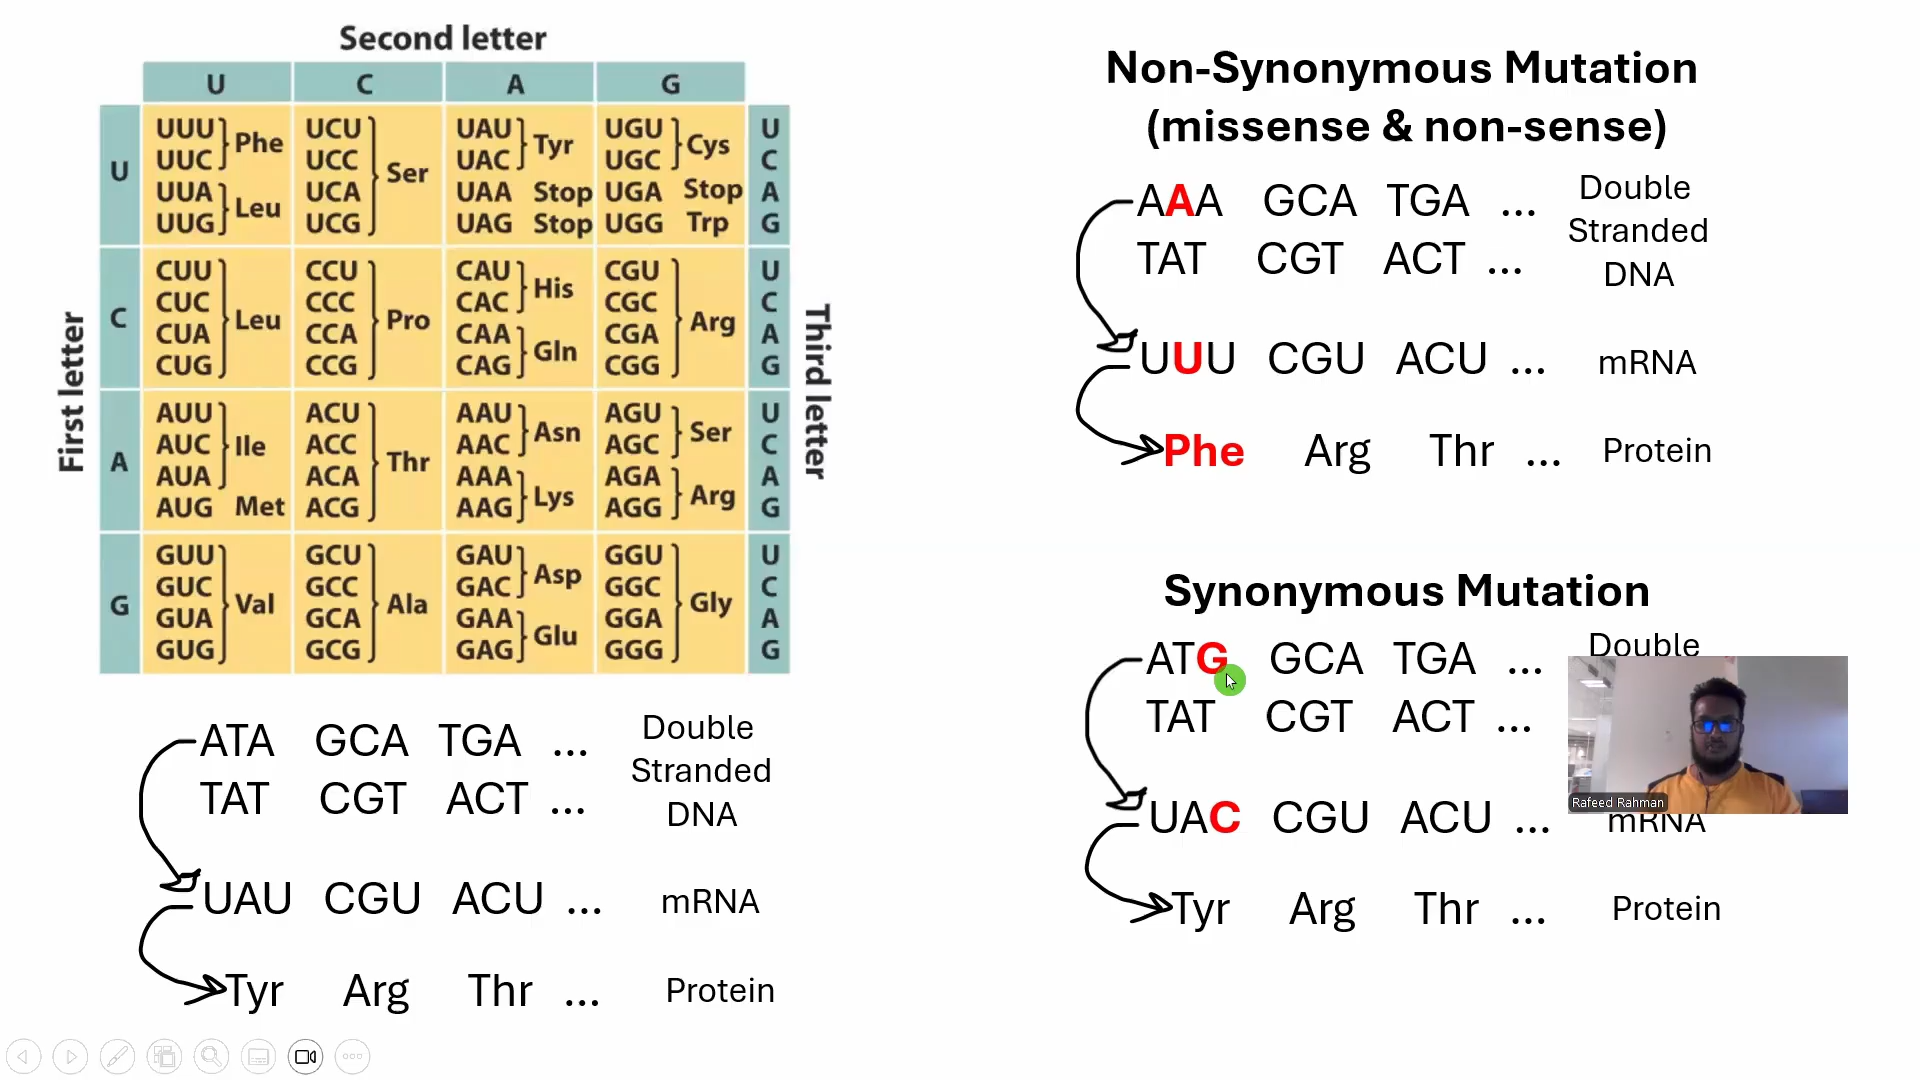 Second letter
U C A G
First letter
Third letter
U
UUU UUC Phe
UUA UUG Leu
UCU UCC UCA UCG Ser
UAU UAC Tyr
UAA Stop
UAG Stop
UGU UGC Cys
UGA Stop
UGG Trp
U C A G
C
CUU CUC CUA CUG Leu
CCU CCC CCA CCG Pro
CAU CAC His
CAA CAG Gln
CGU CGC CGA CGG Arg
U C A G
A
AUU AUC AUA Ile
AUG Met
ACU ACC ACA ACG Thr
AAU AAC Asn
AAA AAG Lys
AGU AGC Ser
AGA AGG Arg
U C A G
G
GUU GUC GUA GUG Val
GCU GCC GCA GCG Ala
GAU GAC Asp
GAA GAG Glu
GGU GGC GGA GGG Gly
U C A G
ATA GCA TGA ...
TAT CGT ACT ...
Double
Stranded
DNA
UAU CGU ACU ... mRNA
Tyr Arg Thr ... Protein
Non-Synonymous Mutation
(missense & non-sense)
AAA GCA TGA ...
TAT CGT ACT ...
Double
Stranded
DNA
UUU CGU ACU ... mRNA
Phe Arg Thr ... Protein
Synonymous Mutation
ATG GCA TGA ... Double
TAT CGT ACT ...
Rafeed Rahman
UAC CGU ACU ... mRNA
Tyr Arg Thr ... Protein